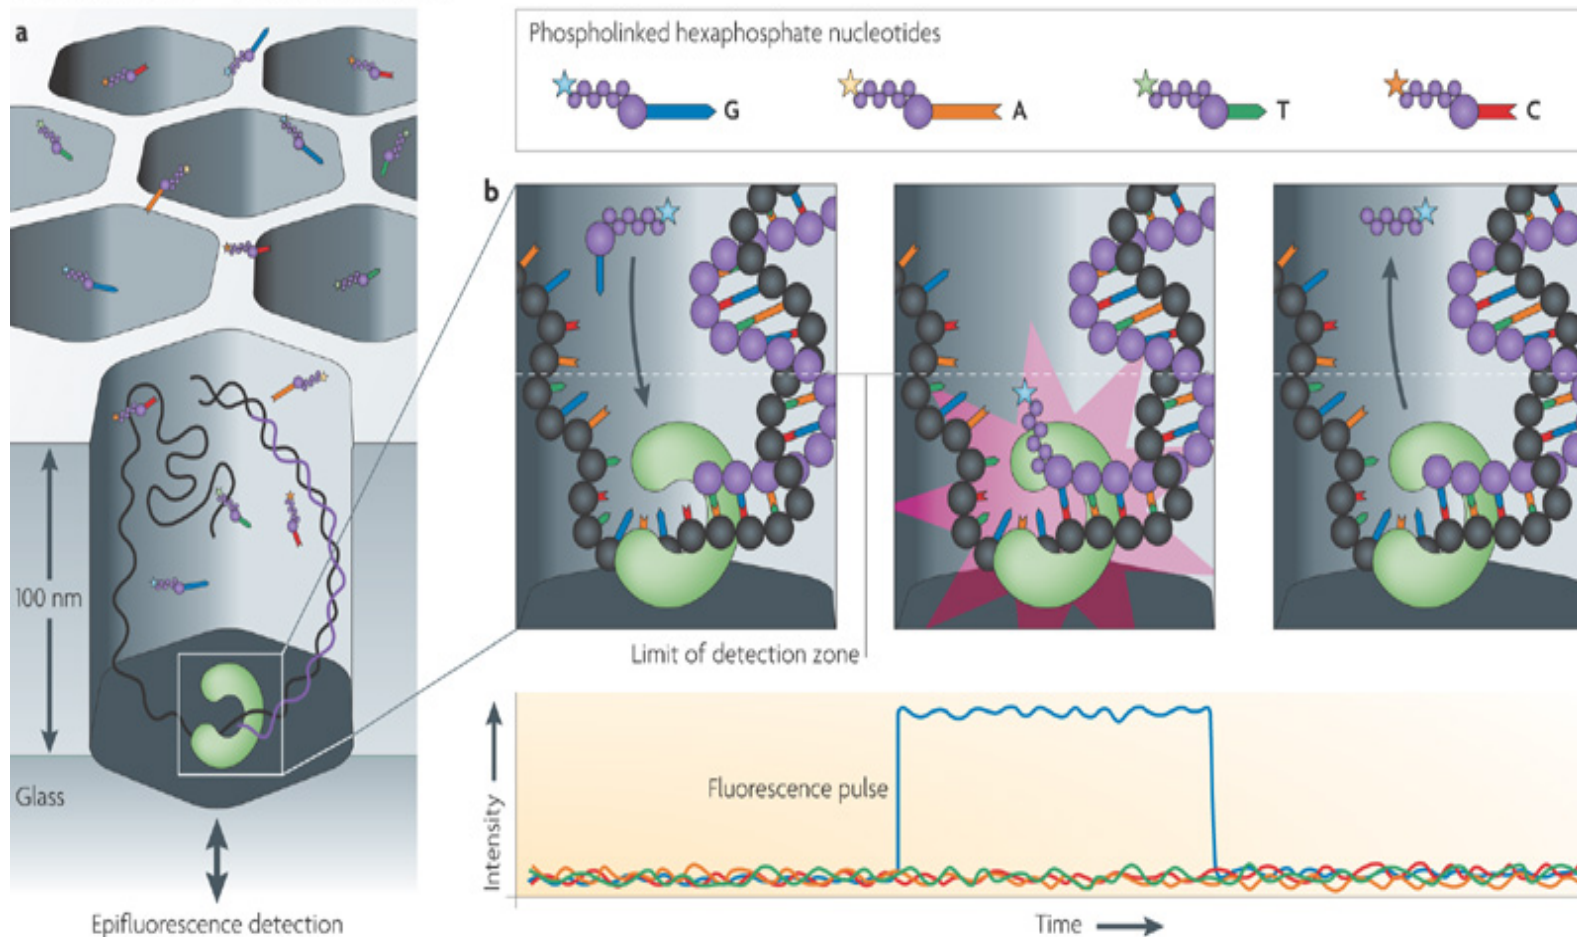 a
Phospholinked hexaphosphate nucleotides
G A T C
b
100 nm
Limit of detection zone
Glass
Fluorescence pulse
Intensity
Time
Epifluorescence detection